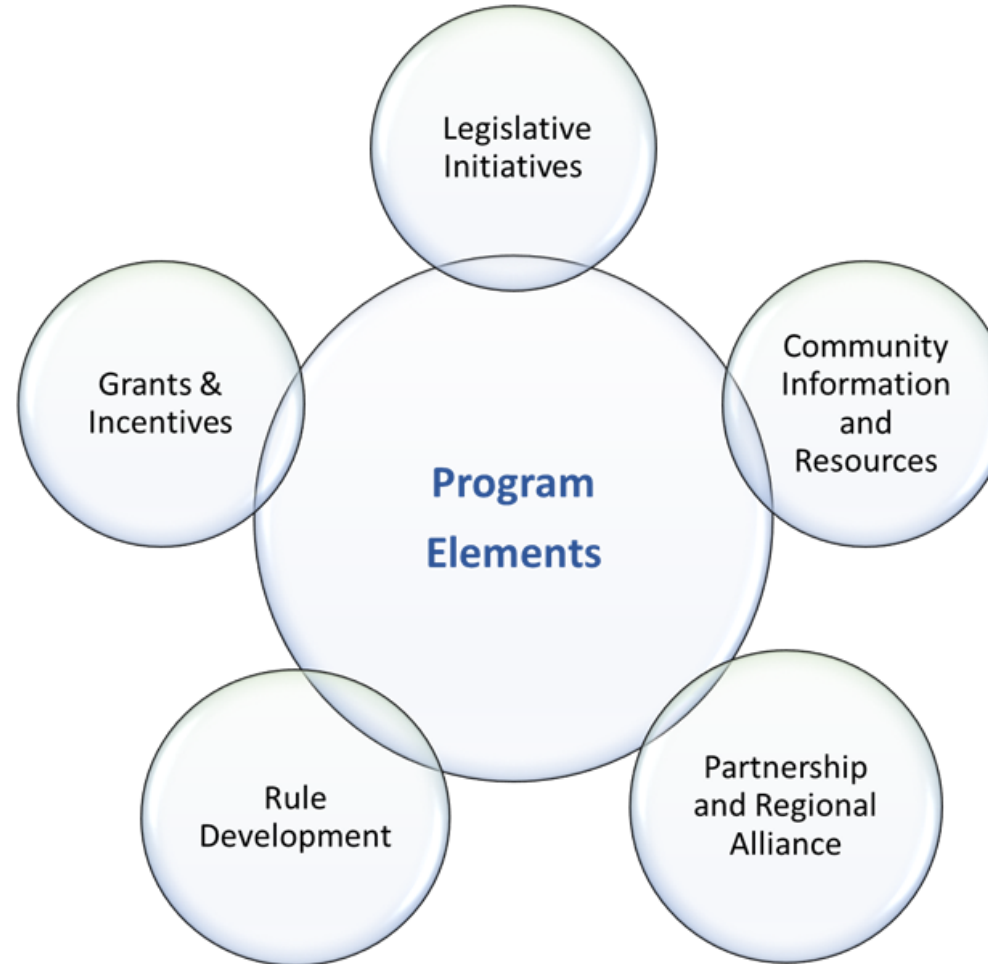 Legislative
Initiatives
Grants &
Incentives
Community
Information
and
Resources
Program
Elements
Rule
Development
Partnership
and Regional
Alliance